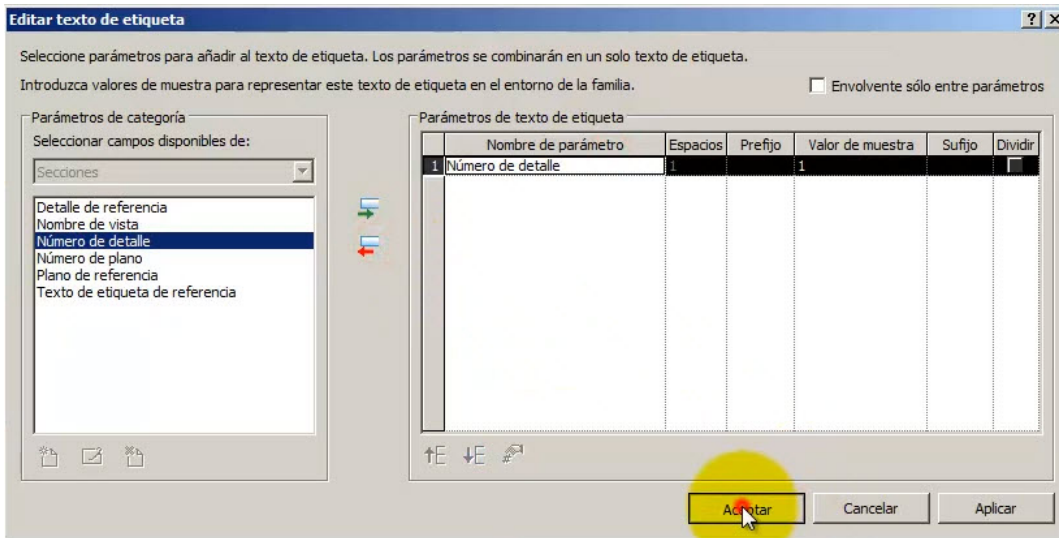 Editar texto de etiqueta
Seleccione parámetros para añadir al texto de etiqueta. Los parámetros se combinarán en un solo texto de etiqueta.
Introduzca valores de muestra para representar este texto de etiqueta en el entorno de la familia.
Envolvente sólo entre parámetros
Parámetros de categoría
Seleccionar campos disponibles de:
Secciones
Detalle de referencia
Nombre de vista
Número de detalle
Número de plano
Plano de referencia
Texto de etiqueta de referencia
Parámetros de texto de etiqueta
Nombre de parámetro Espacios Prefijo Valor de muestra Sufijo Dividir
1 Número de detalle 1 1
Aceptar Cancelar Aplicar